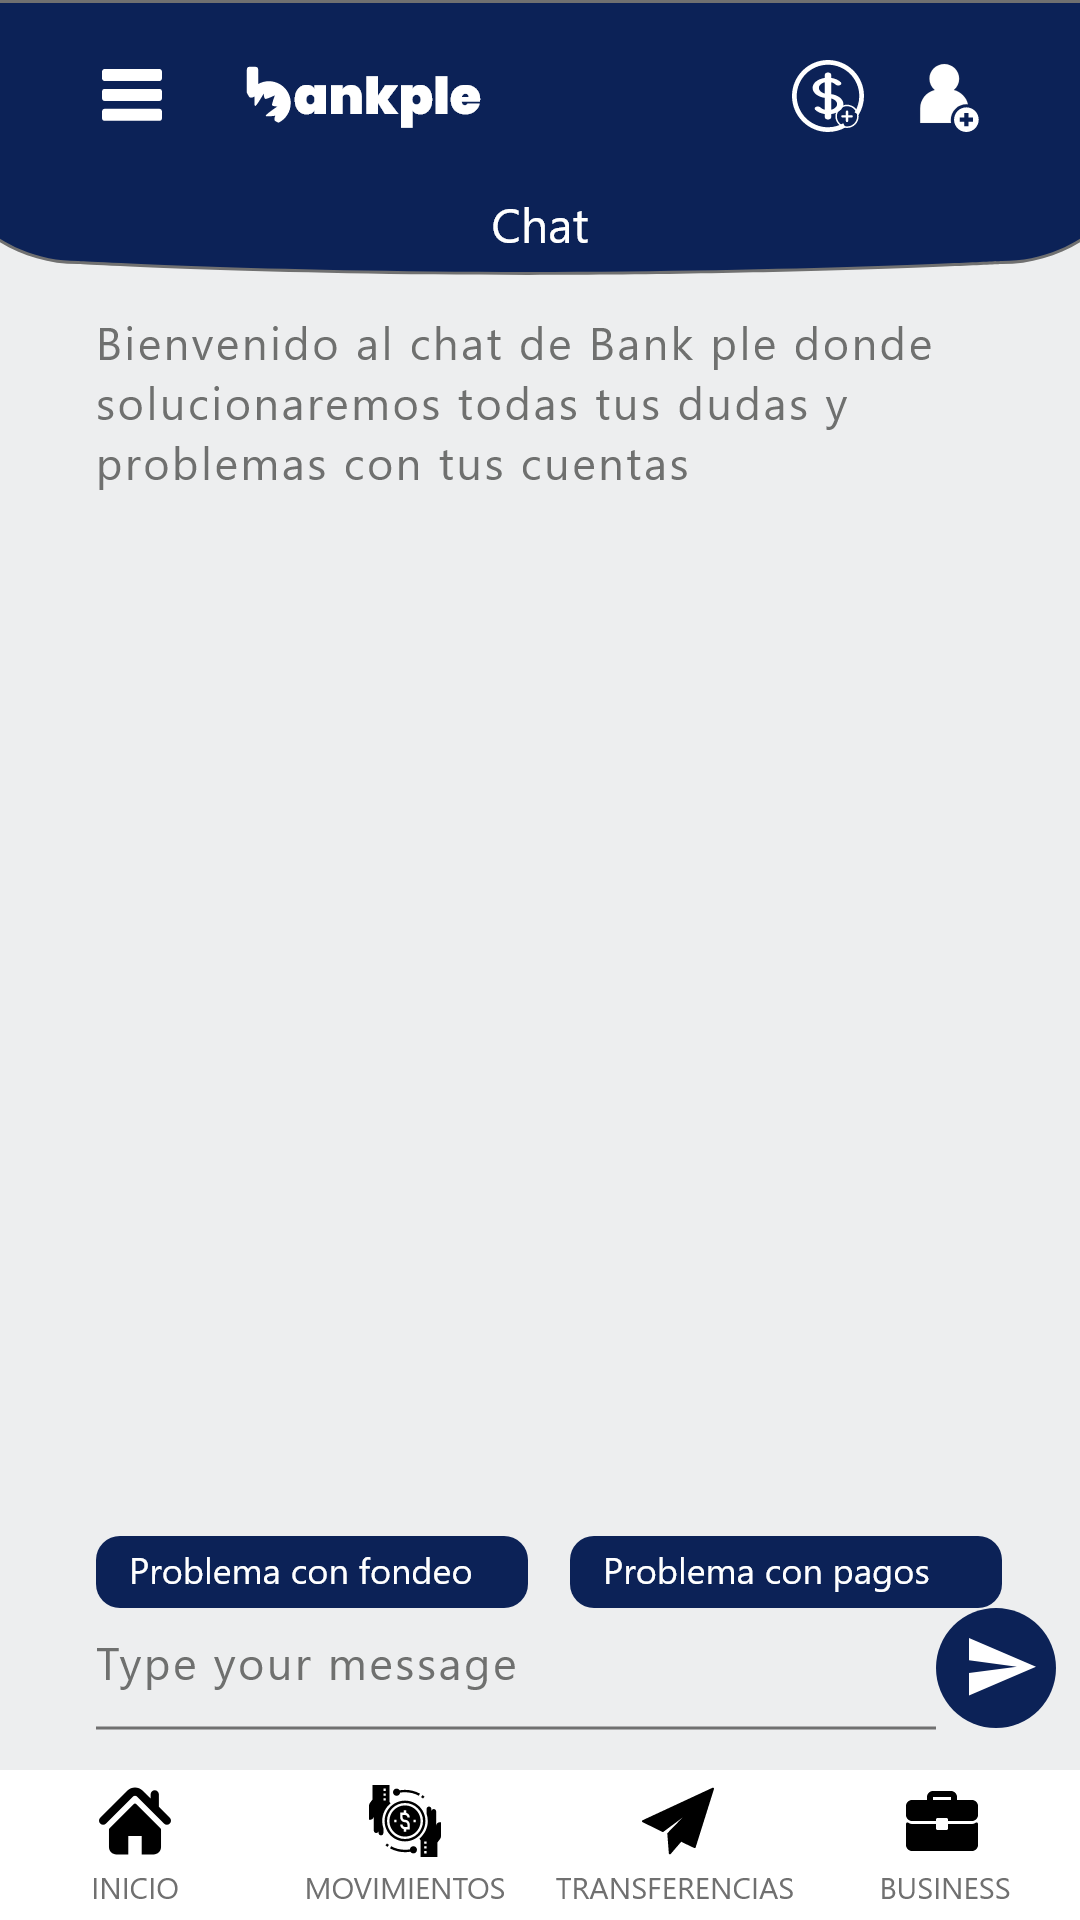 bankple
Chat
Bienvenido al chat de Bank ple donde
solucionaremos todas tus dudas y
problemas con tus cuentas
Problema con fondeo
Problema con pagos
Type your message
INICIO
MOVIMIENTOS
TRANSFERENCIAS
BUSINESS